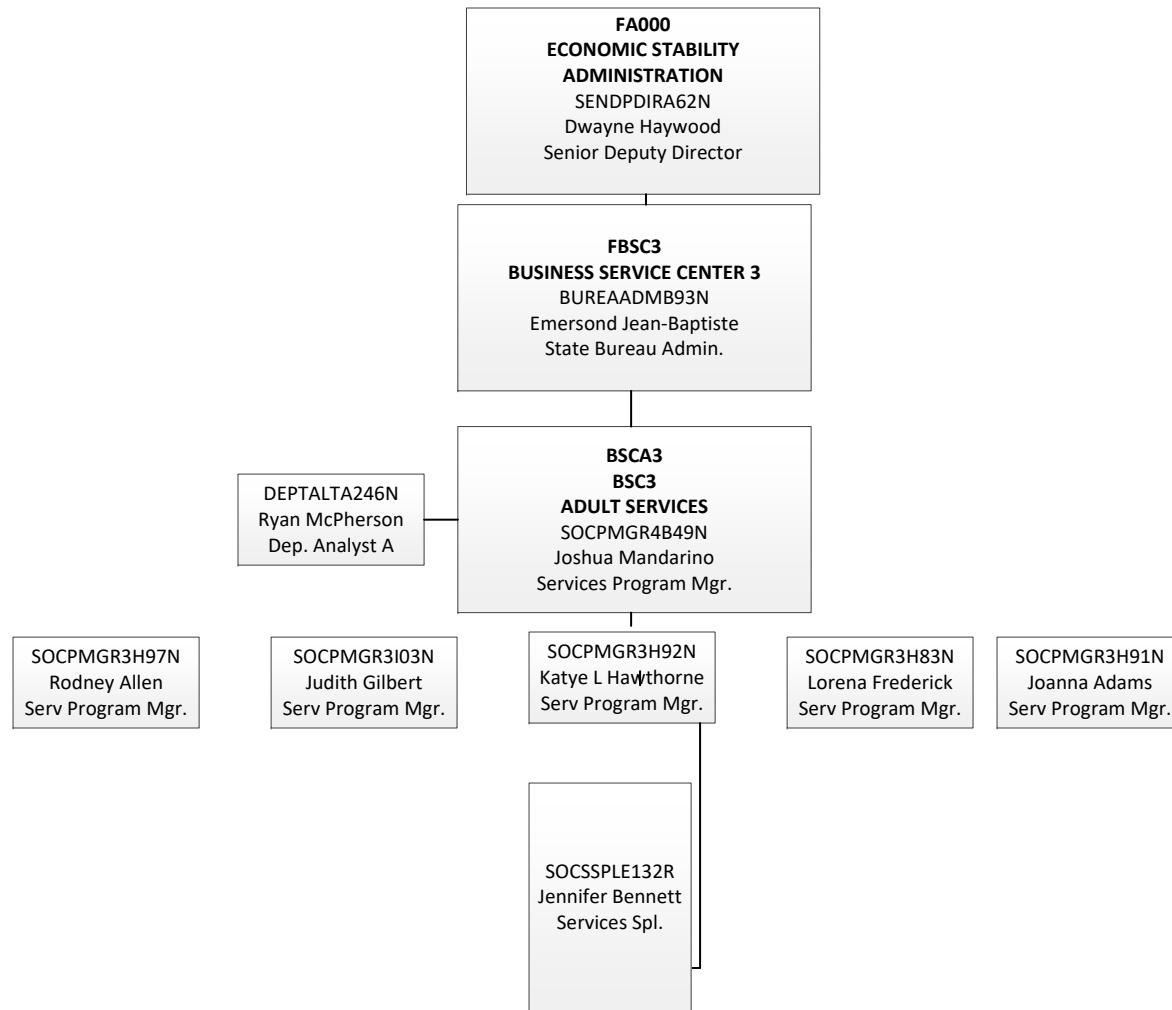 FA000
ECONOMIC STABILITY
ADMINISTRATION
SENDPDIRA62N
Dwayne Haywood
Senior Deputy Director
FBSC3
BUSINESS SERVICE CENTER 3
BUREAADMB93N
Emersond Jean-Baptiste
State Bureau Admin.
BSCA3
BSC3
ADULT SERVICES
SOCPMGR4B49N
Joshua Mandarino
Services Program Mgr.
DEPTALTA246N
Ryan McPherson
Dep. Analyst A
SOCPMGR3H97N
Rodney Allen
Serv Program Mgr.
SOCPMGR3I03N
Judith Gilbert
Serv Program Mgr.
SOCPMGR3H92N
Katye L Hawthorne
Serv Program Mgr.
SOCPMGR3H83N
Lorena Frederick
Serv Program Mgr.
SOCPMGR3H91N
Joanna Adams
Serv Program Mgr.
SOCSSPLE132R
Jennifer Bennett
Services Spl.